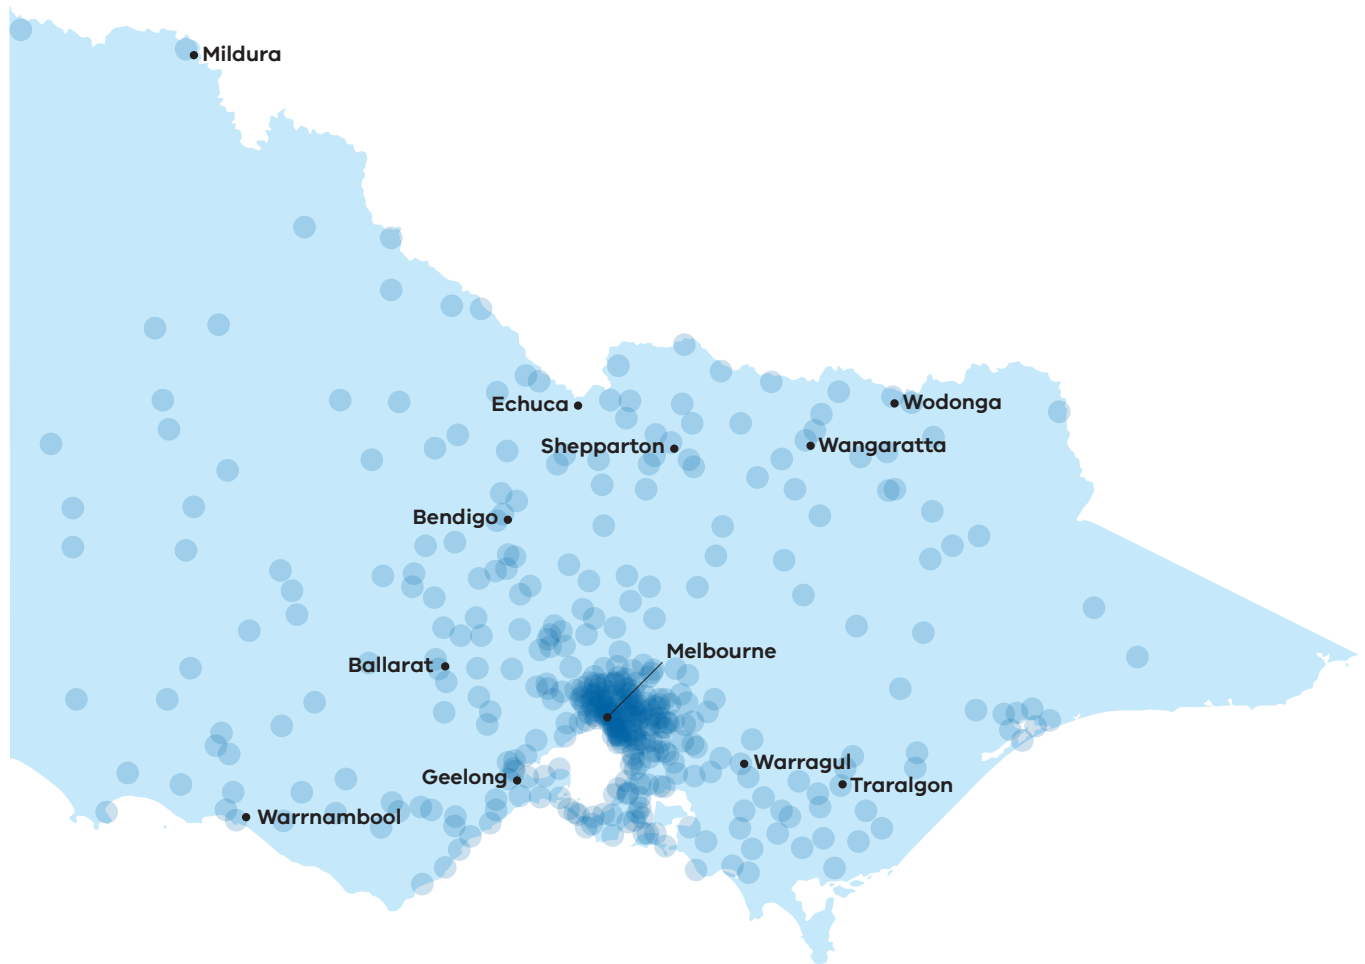 Mildura
Echuca
Wodonga
Shepparton
Wangaratta
Bendigo
Melbourne
Ballarat
Warragul
Geelong
Traralgon
Warrnambool